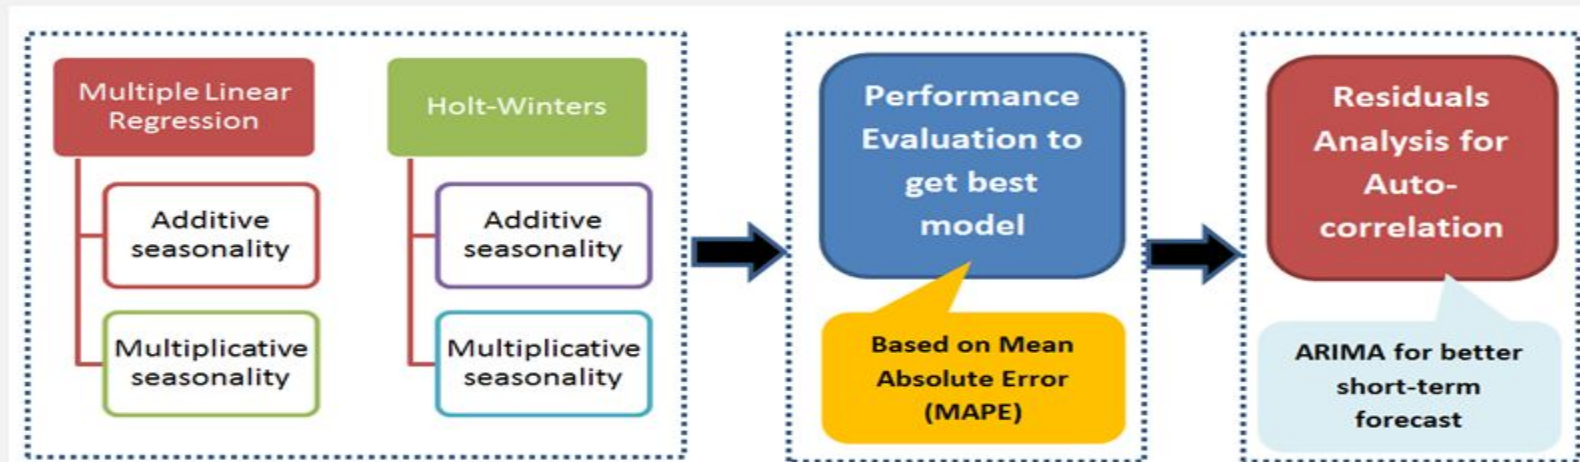 Multiple Linear
Regression
Additive
seasonality
Multiplicative
seasonality
Holt-Winters
Additive
seasonality
Multiplicative
seasonality
Performance
Evaluation to
get best
model
Based on Mean
Absolute Error
(MAPE)
Residuals
Analysis for
Auto-
correlation
ARIMA for better
short-term
forecast